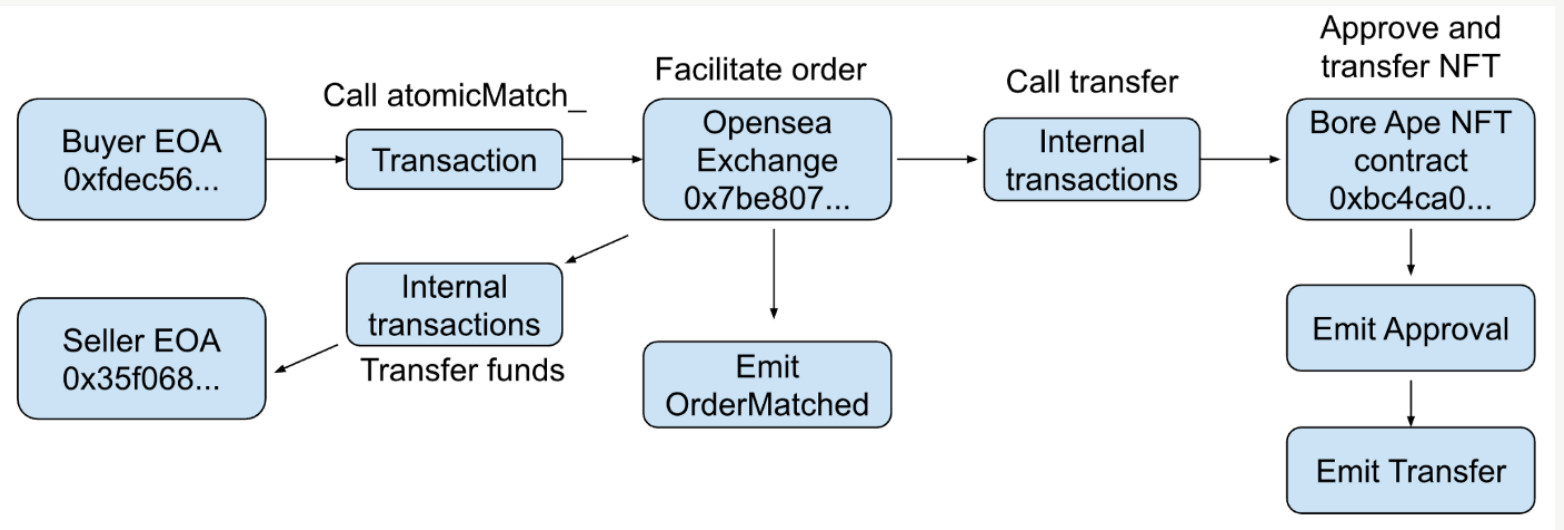 Approve and
transfer NFT
Facilitate order
Call transfer
Call atomicMatch_
Buyer EOA
0xfdec56...
Transaction
Opensea
Exchange
0x7be807...
Internal
transactions
Bore Ape NFT
contract
0xbc4ca0...
Internal
transactions
Transfer funds
Seller EOA
0x35f068...
Emit
OrderMatched
Emit Approval
Emit Transfer